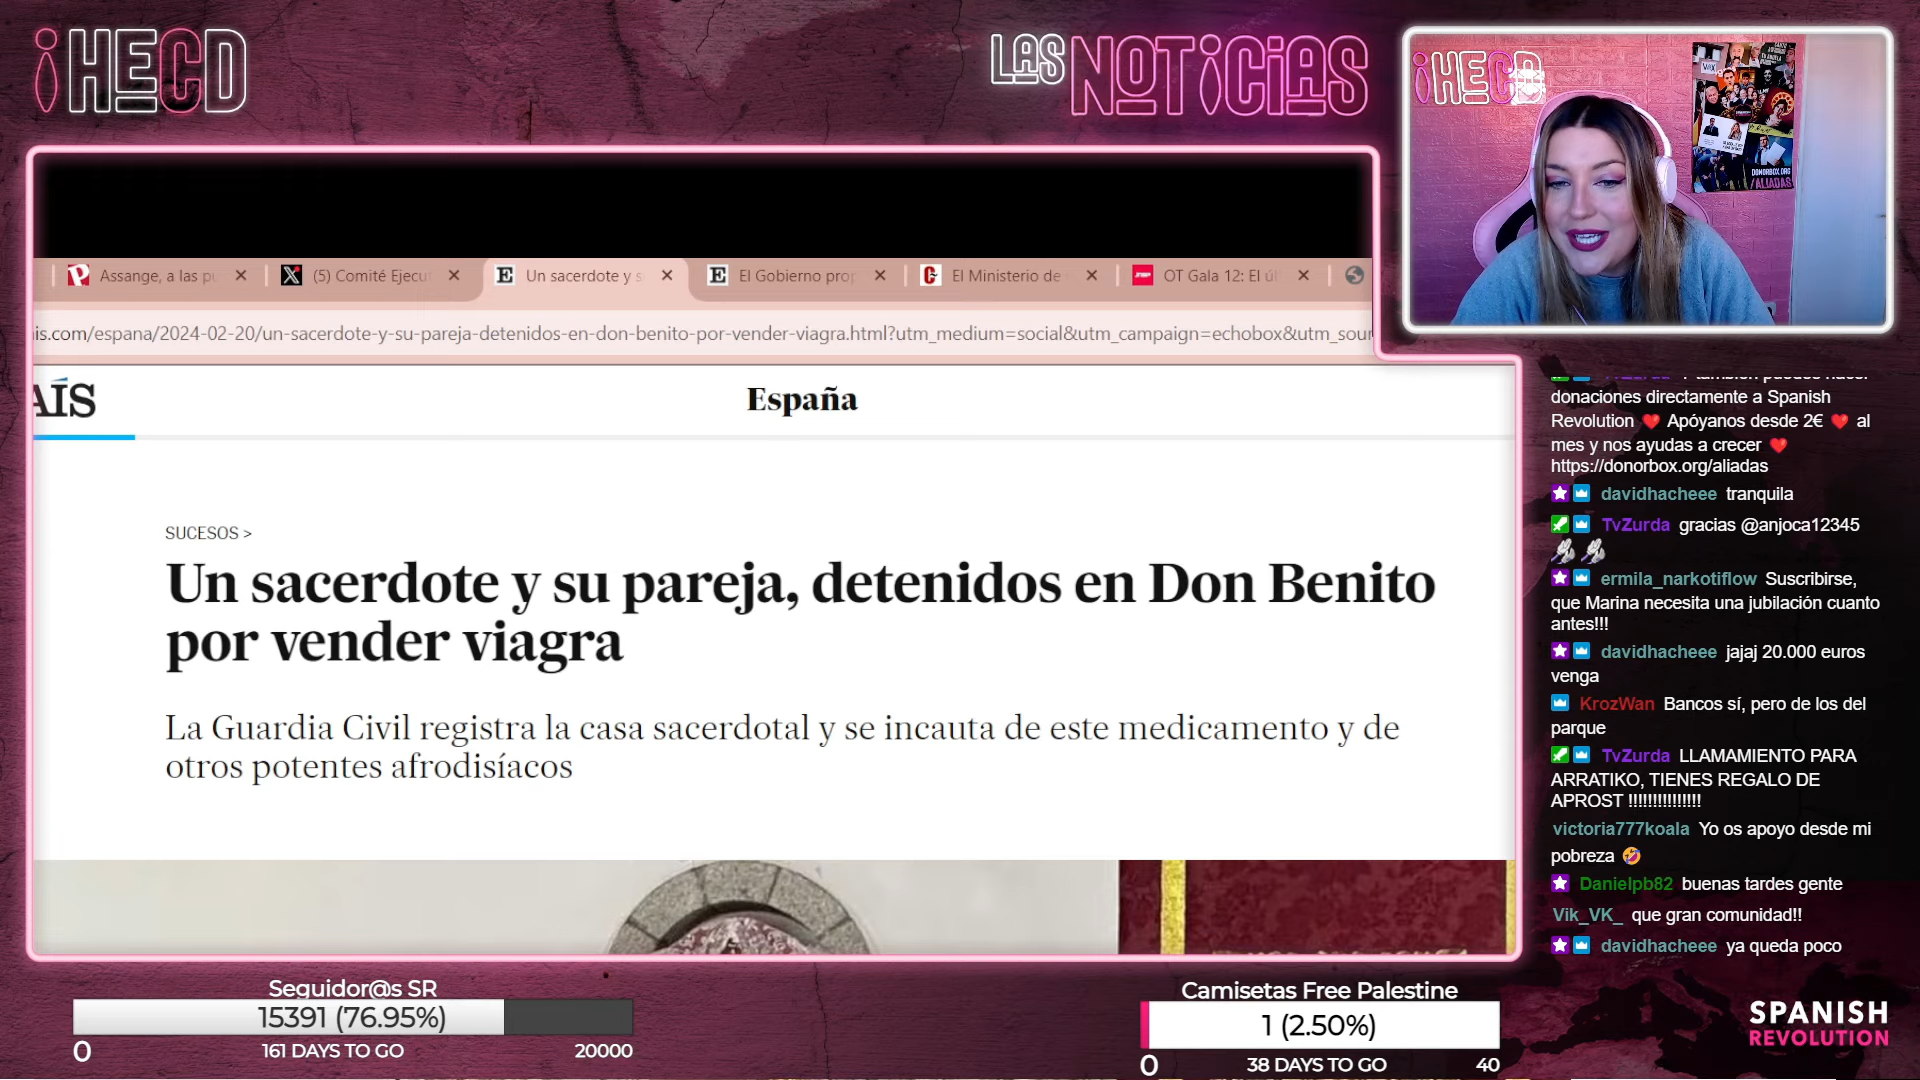 ¡HECD
LAS NOTICIAS
¡HECD
DONORBOX.ORG
/ALIADAS
Assange, a las pu
(5) Comité Ejecut
Un sacerdote y s
El Gobierno prop
El Ministerio de
OT Gala 12: El úl
is.com/espana/2024-02-20/un-sacerdote-y-su-pareja-detenidos-en-don-benito-por-vender-viagra.html?utm_medium=social&utm_campaign=echobox&utm_sour
AÍS
España
SUCESOS >
Un sacerdote y su pareja, detenidos en Don Benito
por vender viagra
La Guardia Civil registra la casa sacerdotal y se incauta de este medicamento y de
otros potentes afrodisíacos
donaciones directamente a Spanish
Revolution ❤️ Apóyanos desde 2€ ❤️ al
mes y nos ayudas a crecer ❤️
https://donorbox.org/aliadas
davidhacheee tranquila
TvZurda gracias @anjoca12345
ermila_narkotiflow Suscribirse,
que Marina necesita una jubilación cuanto
antes!!!
davidhacheee jajaj 20.000 euros
venga
KrozWan Bancos sí, pero de los del
parque
TvZurda LLAMAMIENTO PARA
ARRATIKO, TIENES REGALO DE
APROST !!!!!!!!!!!!!!!
victoria777koala Yo os apoyo desde mi
pobreza 🤣
Danielpb82 buenas tardes gente
Vik_VK_ que gran comunidad!!
davidhacheee ya queda poco
Seguidor@s SR
15391 (76.95%)
0 161 DAYS TO GO 20000
Camisetas Free Palestine
1 (2.50%)
0 38 DAYS TO GO 40
SPANISH
REVOLUTION